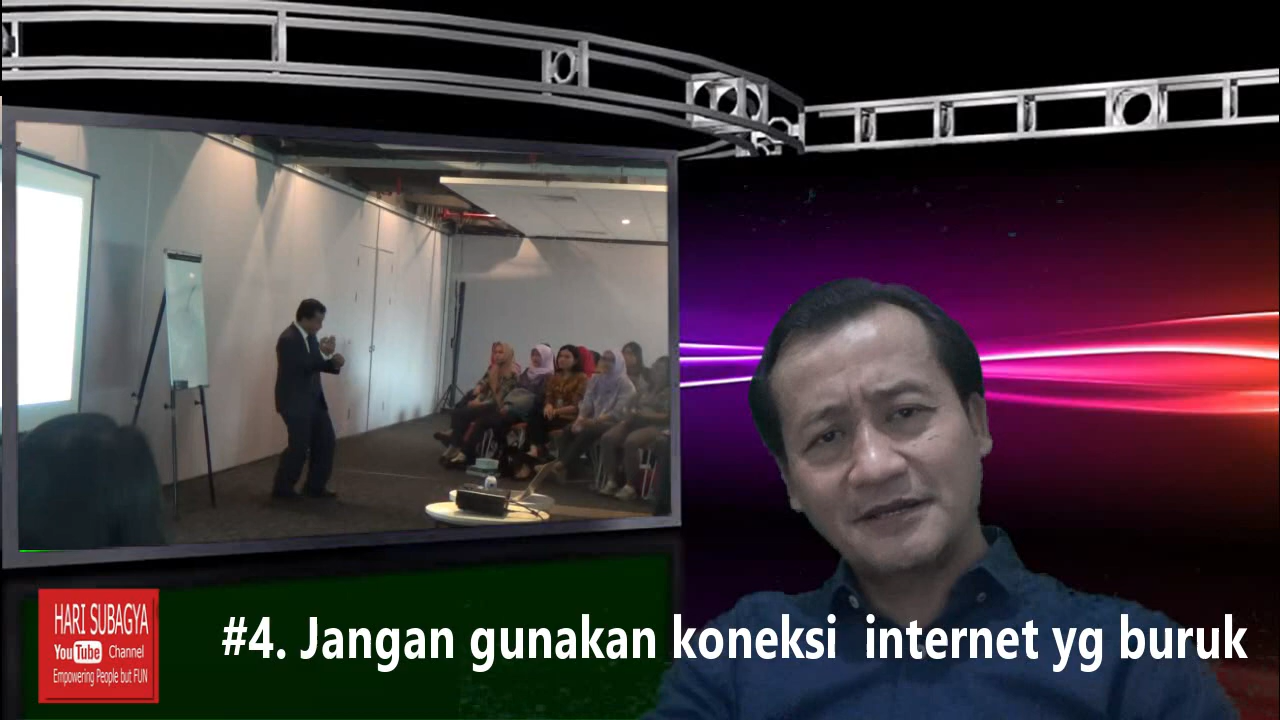 HARI SUBAGYA
YouTube Channel
Empowering People but FUN
#4. Jangan gunakan koneksi internet yg buruk